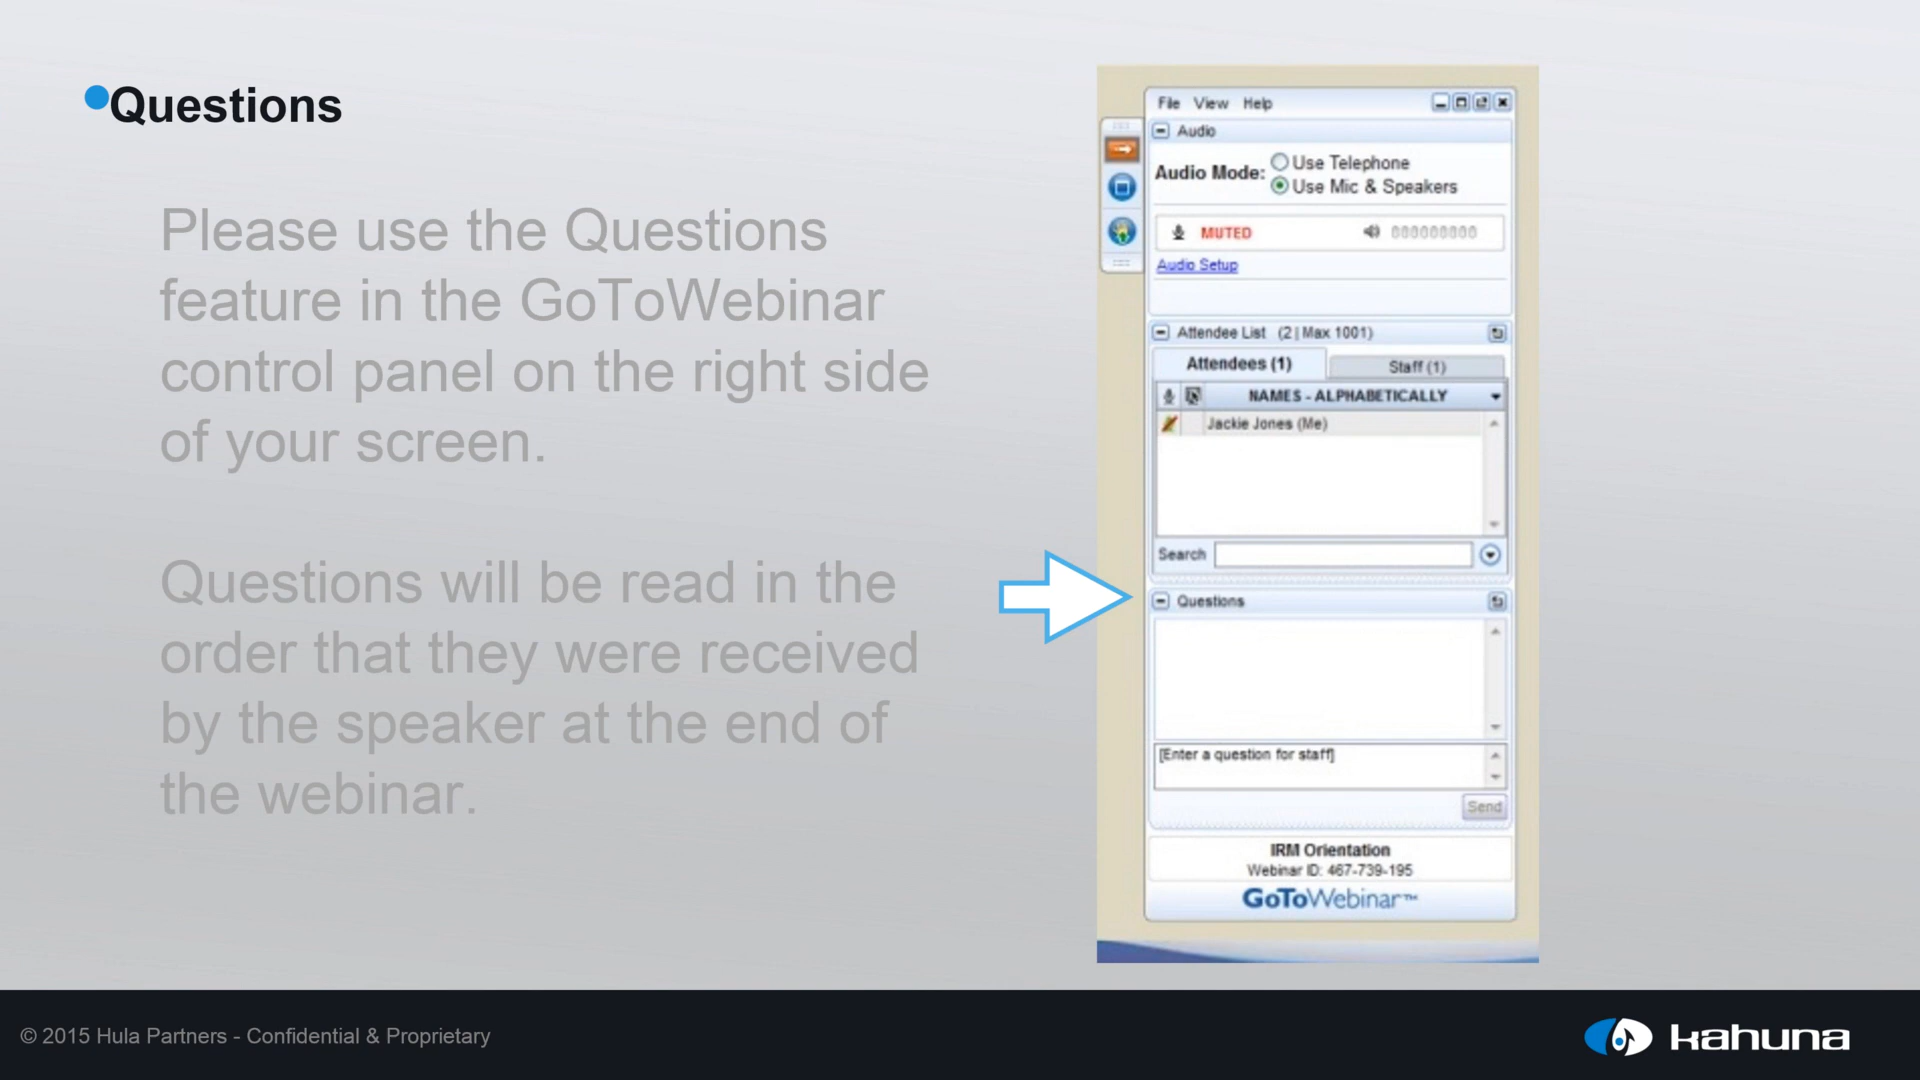 Questions
Please use the Questions
feature in the GoToWebinar
control panel on the right side
of your screen.
Questions will be read in the
order that they were received
by the speaker at the end of
the webinar.
File View Help
Audio
Audio Mode:
Use Telephone
Use Mic & Speakers
MUTED
Audio Setup
Attendee List (2 | Max 1001)
Attendees (1)
Staff (1)
NAMES - ALPHABETICALLY
Jackie Jones (Me)
Search
Questions
[Enter a question for staff]
Send
IRM Orientation
Webinar ID: 467-739-195
GoToWebinar™
© 2015 Hula Partners - Confidential & Proprietary
kahuna